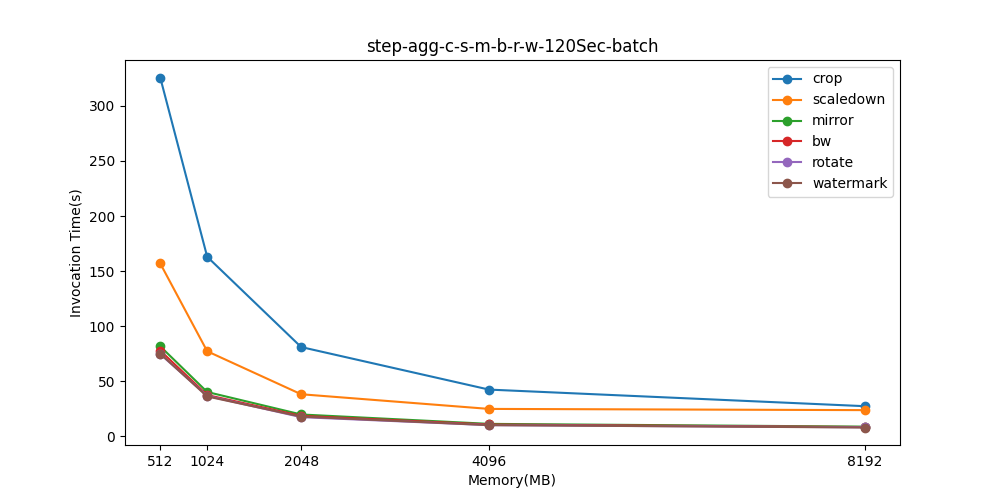 step-agg-c-s-m-b-r-w-120Sec-batch
crop
scaledown
mirror
bw
rotate
watermark
Invocation Time(s)
300
250
200
150
100
50
0
512
1024
2048
4096
8192
Memory(MB)